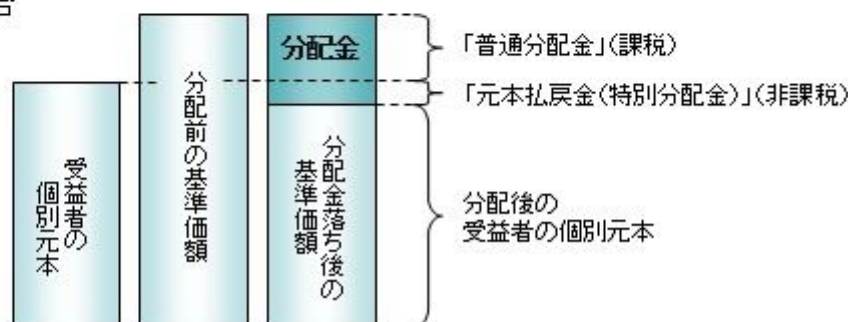 分配金
「普通分配金」(課税)
「元本払戻金(特別分配金)」(非課税)
受益者の
個別元本
分配前の基準価額
分配金落ち後の
基準価額
分配後の
受益者の個別元本